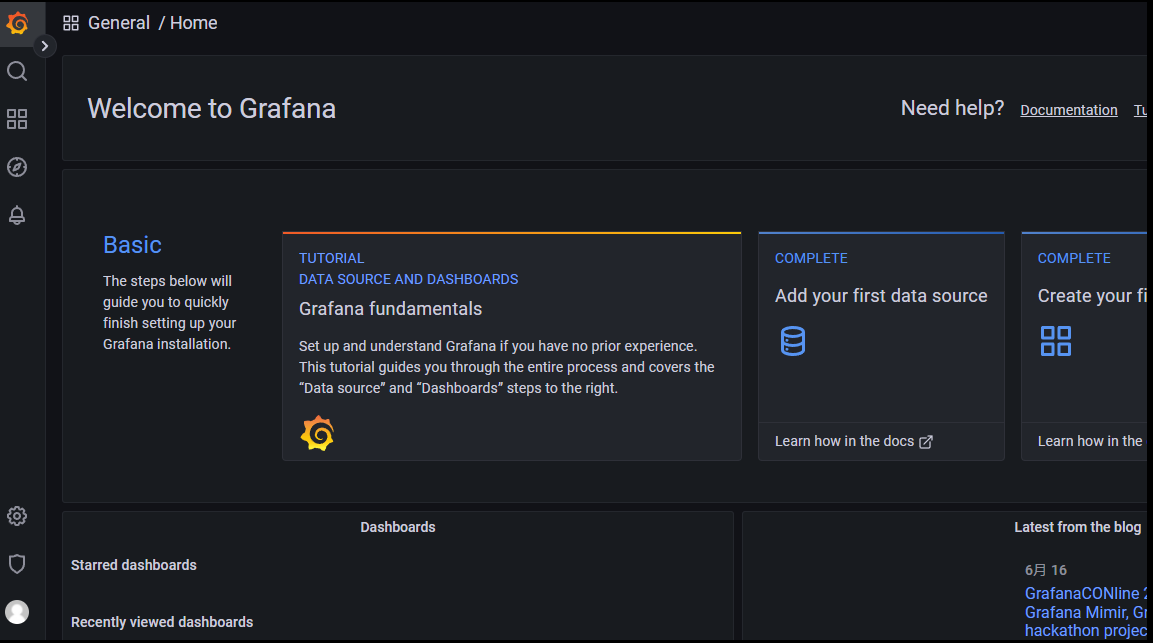 General / Home
Welcome to Grafana
Need help? Documentation
Basic
The steps below will
guide you to quickly
finish setting up your
Grafana installation.
TUTORIAL
DATA SOURCE AND DASHBOARDS
Grafana fundamentals
Set up and understand Grafana if you have no prior experience.
This tutorial guides you through the entire process and covers the
“Data source” and “Dashboards” steps to the right.
COMPLETE
Add your first data source
Learn how in the docs
COMPLETE
Create your
Learn how in the
Dashboards
Starred dashboards
Recently viewed dashboards
Latest from the blog
6月 16
GrafanaCONline
Grafana Mimir,
hackathon